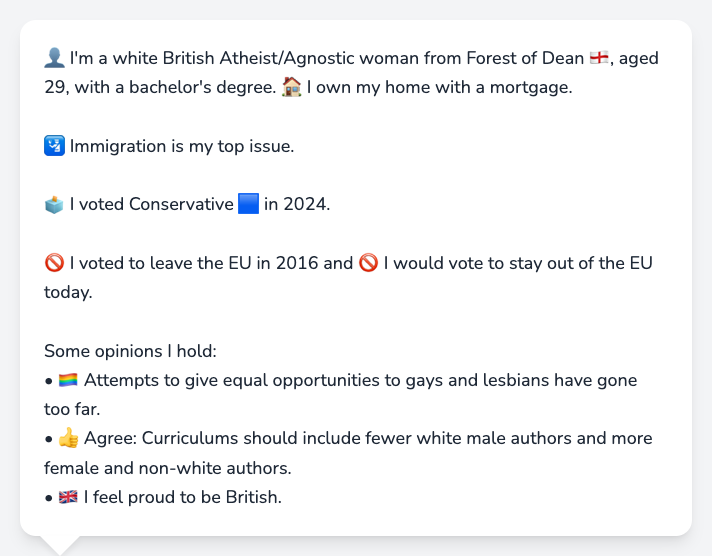 👤 I'm a white British Atheist/Agnostic woman from Forest of Dean 🏴󠁧󠁢󠁥󠁮󠁧󠁿, aged
29, with a bachelor's degree. 🏠 I own my home with a mortgage.
🛂 Immigration is my top issue.
🗳️ I voted Conservative 🟦 in 2024.
🚫 I voted to leave the EU in 2016 and 🚫 I would vote to stay out of the EU
today.
Some opinions I hold:
• 🏳️‍🌈 Attempts to give equal opportunities to gays and lesbians have gone
too far.
• 👍 Agree: Curriculums should include fewer white male authors and more
female and non-white authors.
• 🇬🇧 I feel proud to be British.